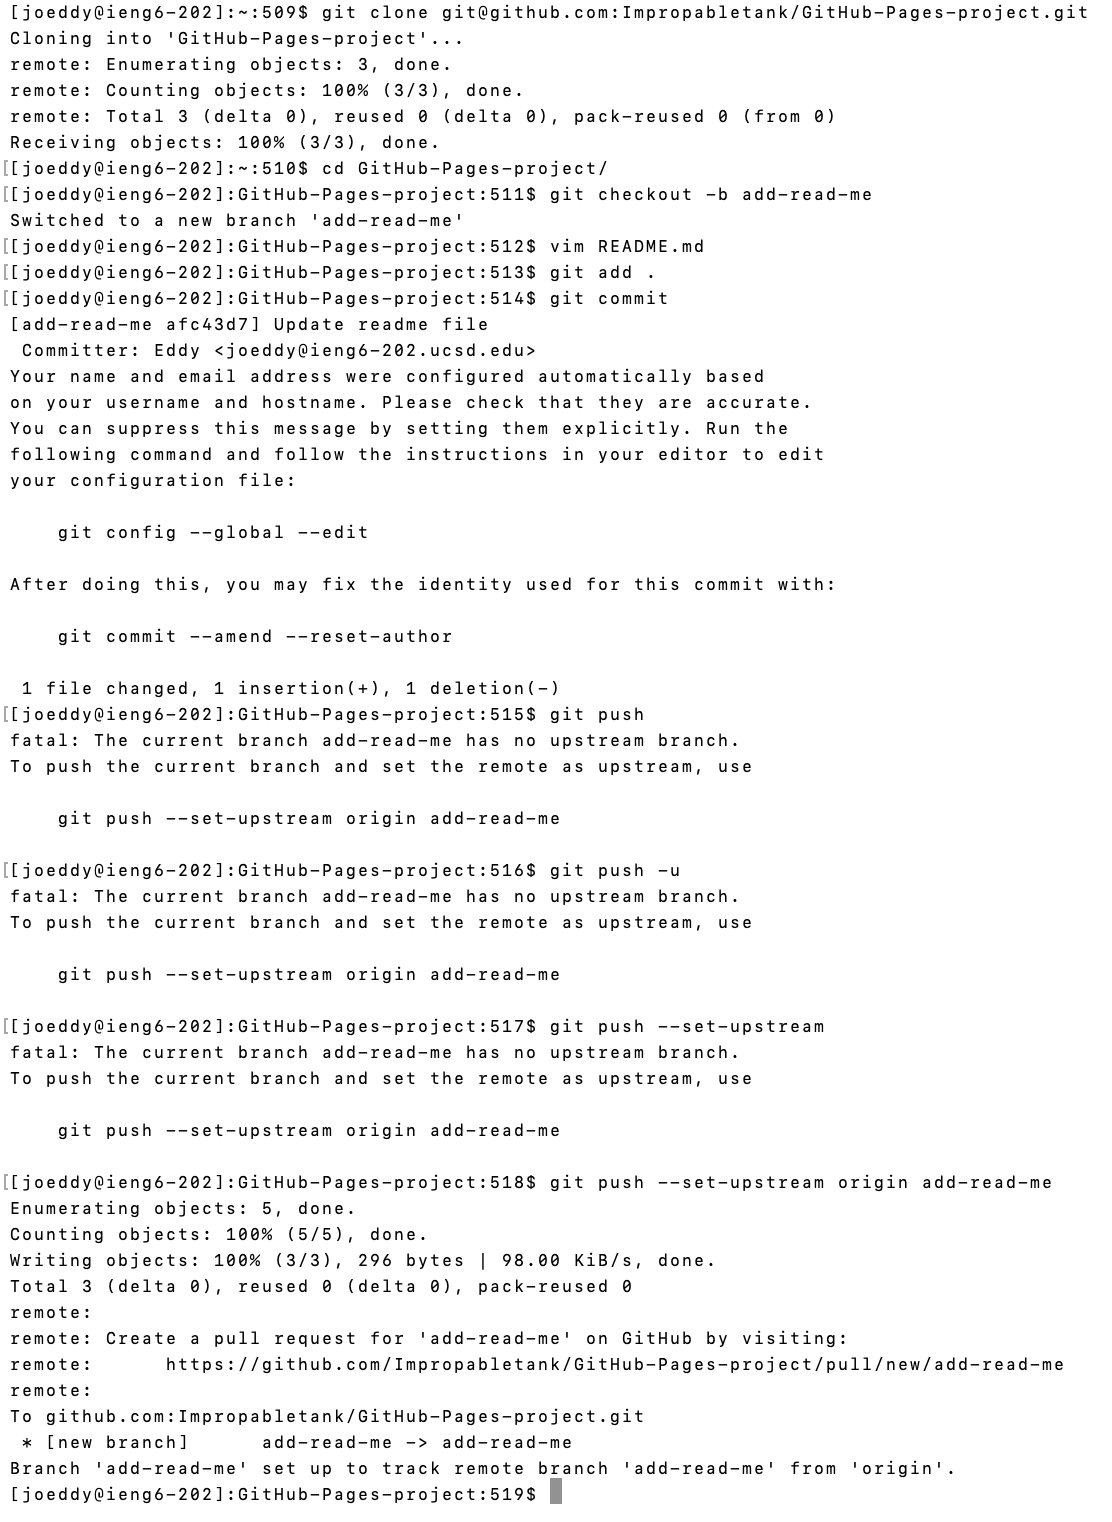 [joeddy@ieng6-202]:~:509$ git clone git@github.com:Impropabletank/GitHub-Pages-project.git
Cloning into 'GitHub-Pages-project'...
remote: Enumerating objects: 3, done.
remote: Counting objects: 100% (3/3), done.
remote: Total 3 (delta 0), reused 0 (delta 0), pack-reused 0 (from 0)
Receiving objects: 100% (3/3), done.
[[joeddy@ieng6-202]:~:510$ cd GitHub-Pages-project/
[[joeddy@ieng6-202]:GitHub-Pages-project:511$ git checkout -b add-read-me
Switched to a new branch 'add-read-me'
[[joeddy@ieng6-202]:GitHub-Pages-project:512$ vim README.md
[[joeddy@ieng6-202]:GitHub-Pages-project:513$ git add .
[[joeddy@ieng6-202]:GitHub-Pages-project:514$ git commit
[add-read-me afc43d7] Update readme file
 Committer: Eddy <joeddy@ieng6-202.ucsd.edu>
Your name and email address were configured automatically based
on your username and hostname. Please check that they are accurate.
You can suppress this message by setting them explicitly. Run the
following command and follow the instructions in your editor to edit
your configuration file:

    git config --global --edit

After doing this, you may fix the identity used for this commit with:

    git commit --amend --reset-author

 1 file changed, 1 insertion(+), 1 deletion(-)
[[joeddy@ieng6-202]:GitHub-Pages-project:515$ git push
fatal: The current branch add-read-me has no upstream branch.
To push the current branch and set the remote as upstream, use

    git push --set-upstream origin add-read-me

[[joeddy@ieng6-202]:GitHub-Pages-project:516$ git push -u
fatal: The current branch add-read-me has no upstream branch.
To push the current branch and set the remote as upstream, use

    git push --set-upstream origin add-read-me

[[joeddy@ieng6-202]:GitHub-Pages-project:517$ git push --set-upstream
fatal: The current branch add-read-me has no upstream branch.
To push the current branch and set the remote as upstream, use

    git push --set-upstream origin add-read-me

[[joeddy@ieng6-202]:GitHub-Pages-project:518$ git push --set-upstream origin add-read-me
Enumerating objects: 5, done.
Counting objects: 100% (5/5), done.
Writing objects: 100% (3/3), 296 bytes | 98.00 KiB/s, done.
Total 3 (delta 0), reused 0 (delta 0), pack-reused 0
remote:
remote: Create a pull request for 'add-read-me' on GitHub by visiting:
remote:      https://github.com/Impropabletank/GitHub-Pages-project/pull/new/add-read-me
remote:
To github.com:Impropabletank/GitHub-Pages-project.git
 * [new branch]      add-read-me -> add-read-me
Branch 'add-read-me' set up to track remote branch 'add-read-me' from 'origin'.
[joeddy@ieng6-202]:GitHub-Pages-project:519$